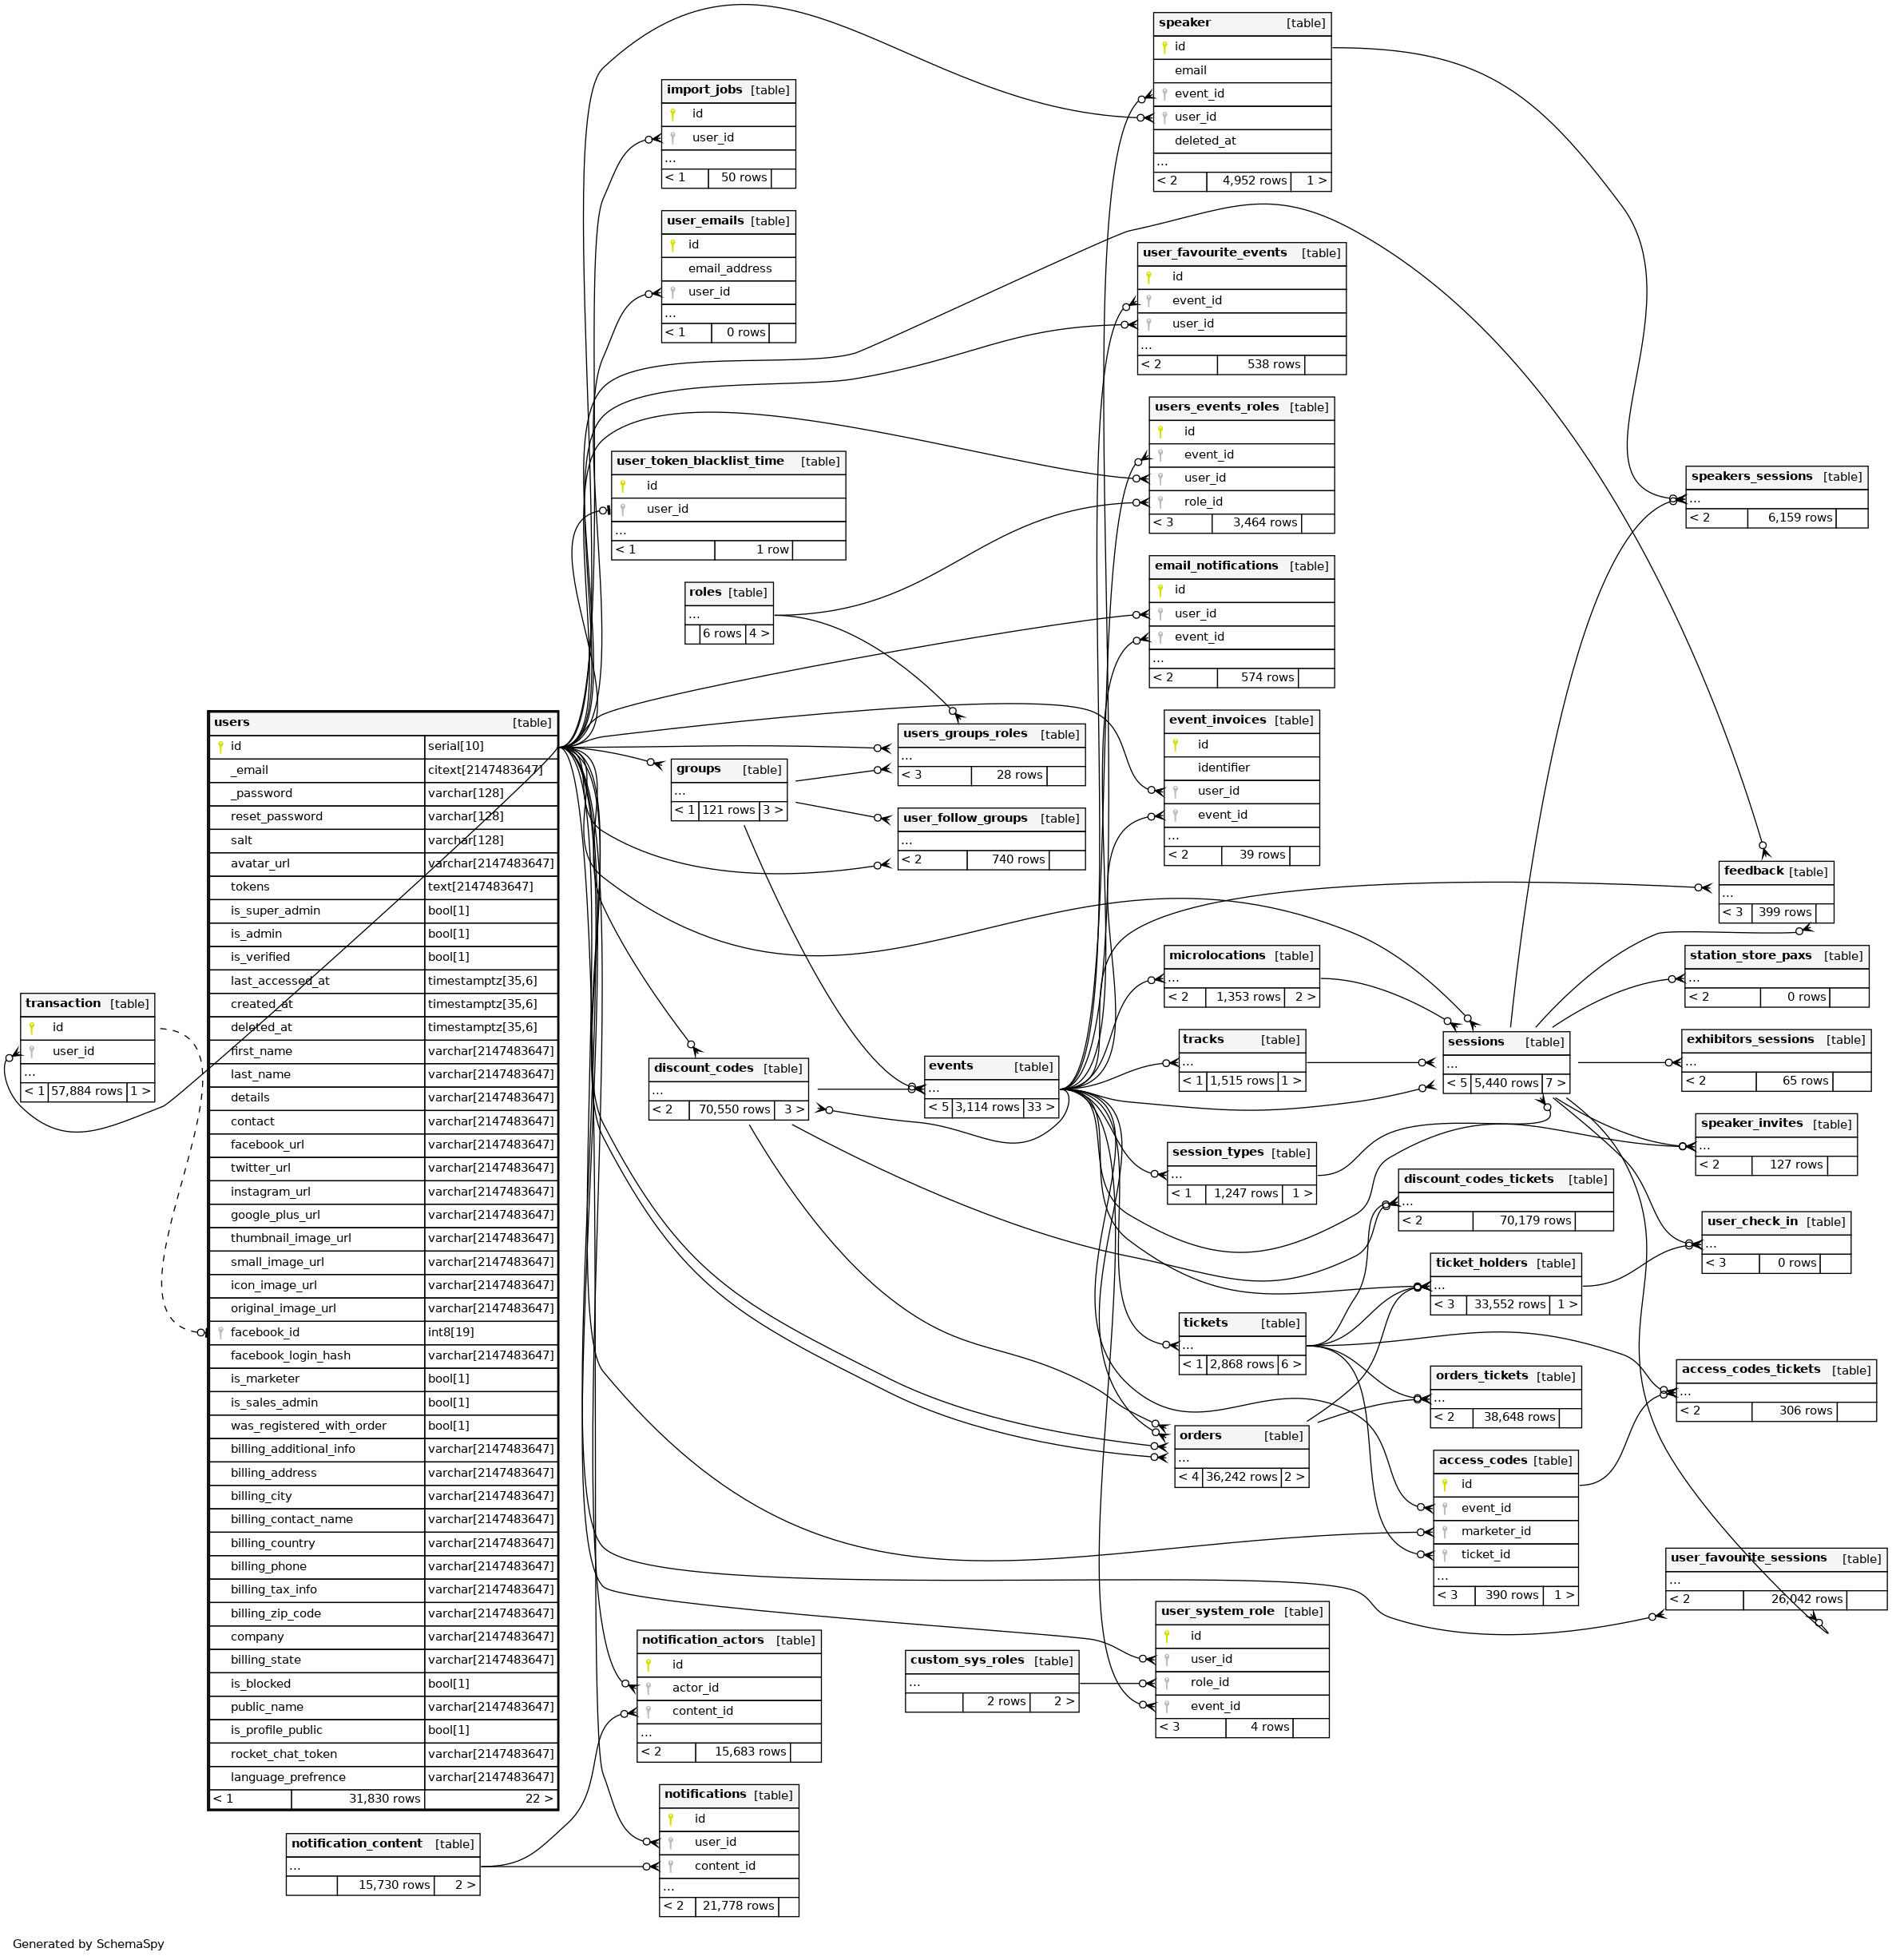 speaker [table]
id
email
event_id
user_id
deleted_at
...
< 2 4,952 rows 1 >
import_jobs [table]
id
user_id
...
< 1 50 rows
user_emails [table]
id
email_address
user_id
...
< 1 0 rows
user_favourite_events [table]
id
event_id
user_id
...
< 2 538 rows
users_events_roles [table]
id
event_id
user_id
role_id
< 3 3,464 rows
user_token_blacklist_time [table]
id
user_id
...
< 1 1 row
speakers_sessions [table]
...
< 2 6,159 rows
roles [table]
...
6 rows 4 >
email_notifications [table]
id
user_id
event_id
...
< 2 574 rows
users [table]
id serial[10]
_email citext[2147483647]
_password varchar[128]
reset_password varchar[128]
salt varchar[128]
avatar_url varchar[2147483647]
tokens text[2147483647]
is_super_admin bool[1]
is_admin bool[1]
is_verified bool[1]
last_accessed_at timestamptz[35,6]
created_at timestamptz[35,6]
deleted_at timestamptz[35,6]
first_name varchar[2147483647]
last_name varchar[2147483647]
details varchar[2147483647]
contact varchar[2147483647]
facebook_url varchar[2147483647]
twitter_url varchar[2147483647]
instagram_url varchar[2147483647]
google_plus_url varchar[2147483647]
thumbnail_image_url varchar[2147483647]
small_image_url varchar[2147483647]
icon_image_url varchar[2147483647]
original_image_url varchar[2147483647]
facebook_id int8[19]
facebook_login_hash varchar[2147483647]
is_marketer bool[1]
is_sales_admin bool[1]
was_registered_with_order bool[1]
billing_additional_info varchar[2147483647]
billing_address varchar[2147483647]
billing_city varchar[2147483647]
billing_contact_name varchar[2147483647]
billing_country varchar[2147483647]
billing_phone varchar[2147483647]
billing_tax_info varchar[2147483647]
billing_zip_code varchar[2147483647]
company varchar[2147483647]
billing_state varchar[2147483647]
is_blocked bool[1]
public_name varchar[2147483647]
is_profile_public bool[1]
rocket_chat_token varchar[2147483647]
language_prefrence varchar[2147483647]
< 1 31,830 rows 22 >
users_groups_roles [table]
...
< 3 28 rows
groups [table]
...
< 1 121 rows 3 >
user_follow_groups [table]
...
< 2 740 rows
event_invoices [table]
id
identifier
user_id
event_id
...
< 2 39 rows
feedback [table]
...
< 3 399 rows
transaction [table]
id
user_id
...
< 1 57,884 rows 1 >
microlocations [table]
...
< 2 1,353 rows 2 >
station_store_paxs [table]
...
< 2 0 rows
tracks [table]
...
< 1 1,515 rows 1 >
sessions [table]
...
< 5 5,440 rows 7 >
exhibitors_sessions [table]
...
< 2 65 rows
discount_codes [table]
...
< 2 70,550 rows 3 >
events [table]
...
< 5 3,114 rows 33 >
speaker_invites [table]
...
< 2 127 rows
session_types [table]
...
< 1 1,247 rows 1 >
discount_codes_tickets [table]
...
< 2 70,179 rows
user_check_in [table]
...
< 3 0 rows
ticket_holders [table]
...
< 3 33,552 rows 1 >
tickets [table]
...
< 1 2,868 rows 6 >
orders_tickets [table]
...
< 2 38,648 rows
access_codes_tickets [table]
...
< 2 306 rows
orders [table]
...
< 4 36,242 rows 2 >
access_codes [table]
id
event_id
marketer_id
ticket_id
...
< 3 390 rows 1 >
user_favourite_sessions [table]
...
< 2 26,042 rows
user_system_role [table]
id
user_id
role_id
event_id
< 3 4 rows
custom_sys_roles [table]
...
2 rows 2 >
notification_actors [table]
id
actor_id
content_id
...
< 2 15,683 rows
notifications [table]
id
user_id
content_id
...
< 2 21,778 rows
notification_content [table]
...
15,730 rows 2 >
Generated by SchemaSpy